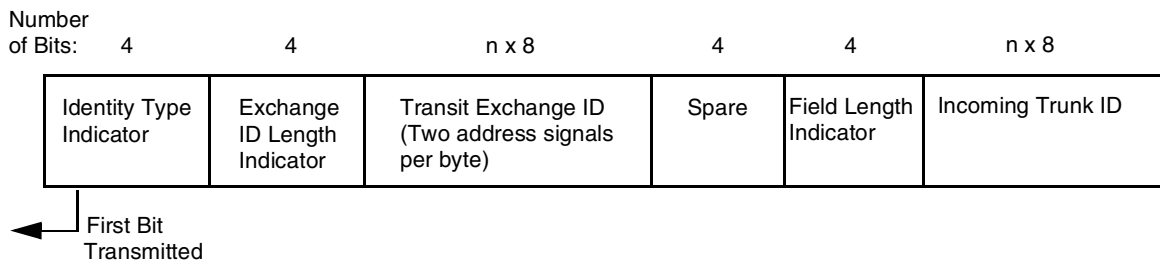 Number
of Bits: 4 4 n x 8 4 4 n x 8
Identity Type
Indicator
Exchange
ID Length
Indicator
Transit Exchange ID
(Two address signals
per byte)
Spare
Field Length
Indicator
Incoming Trunk ID
First Bit
Transmitted